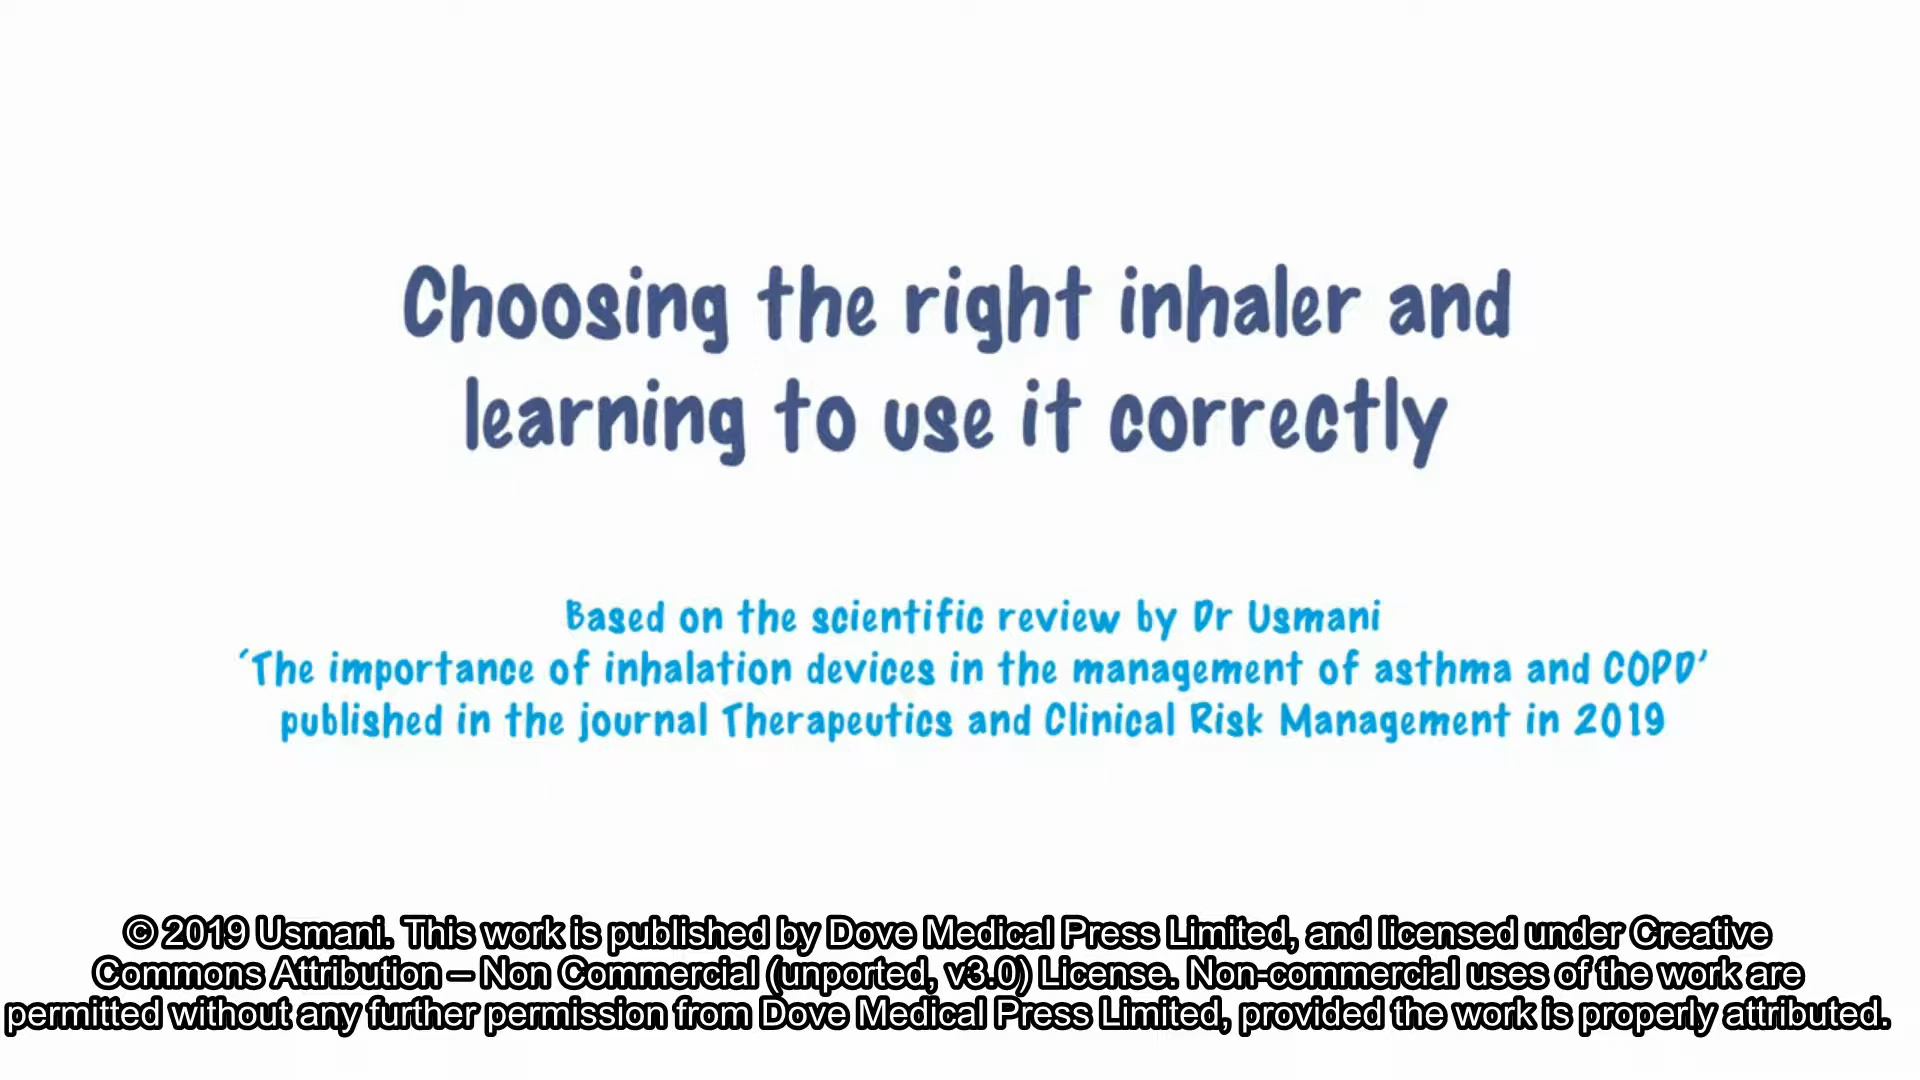 Choosing the right inhaler and
learning to use it correctly
Based on the scientific review by Dr Usmani
‘The importance of inhalation devices in the management of asthma and COPD’
published in the journal Therapeutics and Clinical Risk Management in 2019
© 2019 Usmani. This work is published by Dove Medical Press Limited, and licensed under Creative
Commons Attribution – Non Commercial (unported, v3.0) License. Non-commercial uses of the work are
permitted without any further permission from Dove Medical Press Limited, provided the work is properly attributed.